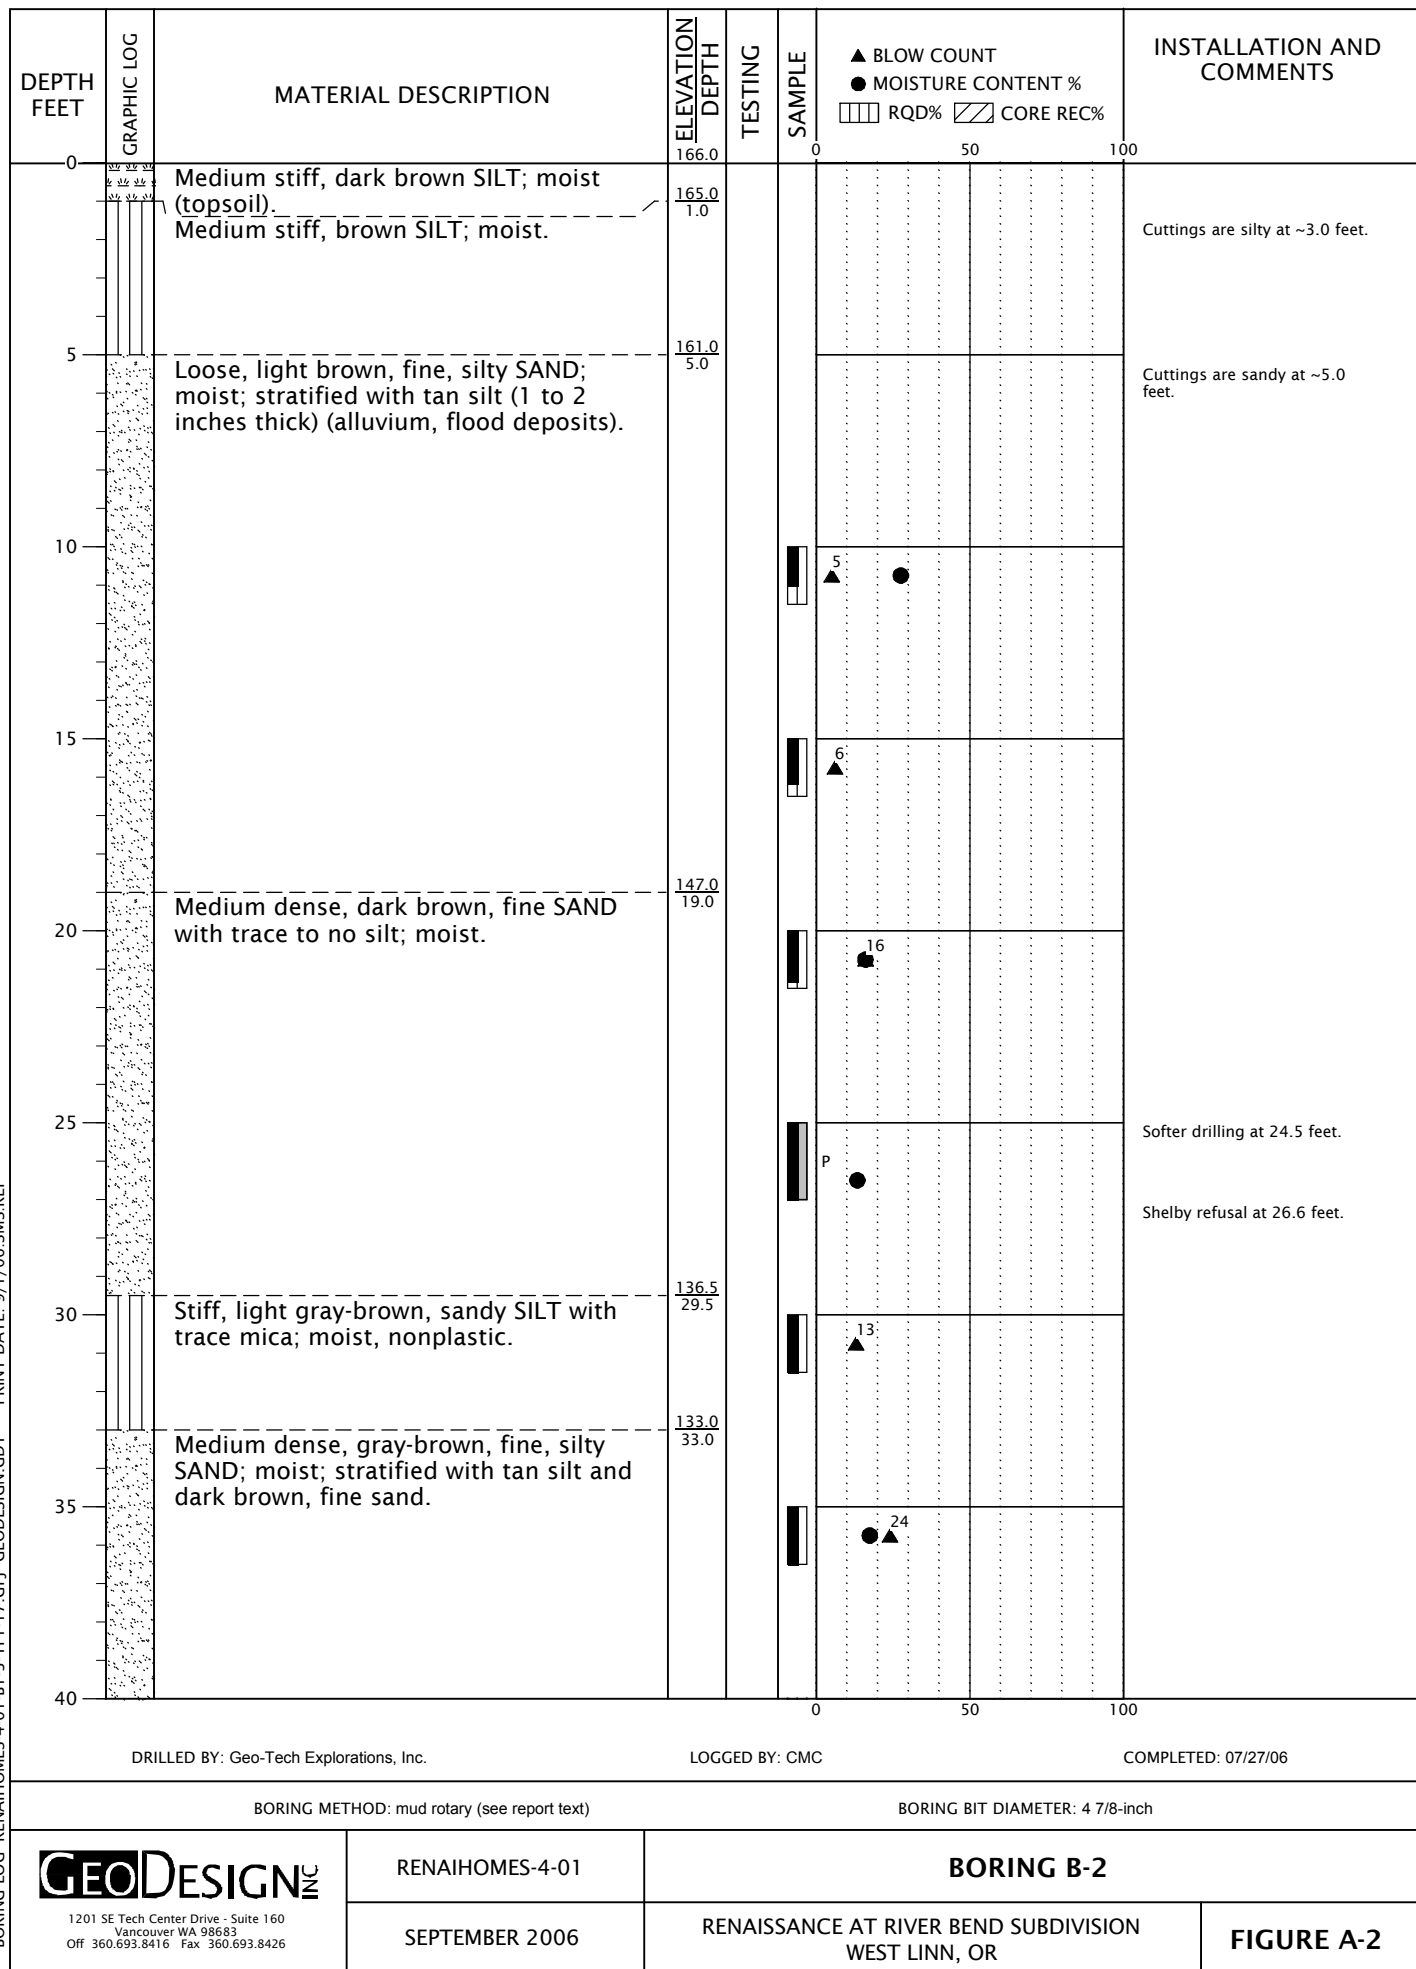 DEPTH
FEET
GRAPHIC LOG
MATERIAL DESCRIPTION
ELEVATION
DEPTH
TESTING
SAMPLE
▲ BLOW COUNT
● MOISTURE CONTENT %
RQD% CORE REC%
INSTALLATION AND
COMMENTS
0 50 100
0
166.0
Medium stiff, dark brown SILT; moist
(topsoil).
165.0
1.0
Medium stiff, brown SILT; moist.
Cuttings are silty at ~3.0 feet.
5
161.0
5.0
Loose, light brown, fine, silty SAND;
moist; stratified with tan silt (1 to 2
inches thick) (alluvium, flood deposits).
Cuttings are sandy at ~5.0
feet.
10
5
15
6
147.0
19.0
Medium dense, dark brown, fine SAND
with trace to no silt; moist.
20
16
25
Softer drilling at 24.5 feet.
P
Shelby refusal at 26.6 feet.
136.5
29.5
Stiff, light gray-brown, sandy SILT with
trace mica; moist, nonplastic.
30
13
133.0
33.0
Medium dense, gray-brown, fine, silty
SAND; moist; stratified with tan silt and
dark brown, fine sand.
35
24
40
0 50 100
DRILLED BY: Geo-Tech Explorations, Inc.
LOGGED BY: CMC
COMPLETED: 07/27/06
BORING METHOD: mud rotary (see report text)
BORING BIT DIAMETER: 4 7/8-inch
GEODESIGN INC
1201 SE Tech Center Drive - Suite 160
Vancouver WA 98683
Off 360.693.8416 Fax 360.693.8426
RENAIHOMES-4-01
SEPTEMBER 2006
BORING B-2
RENAISSANCE AT RIVER BEND SUBDIVISION
WEST LINN, OR
FIGURE A-2